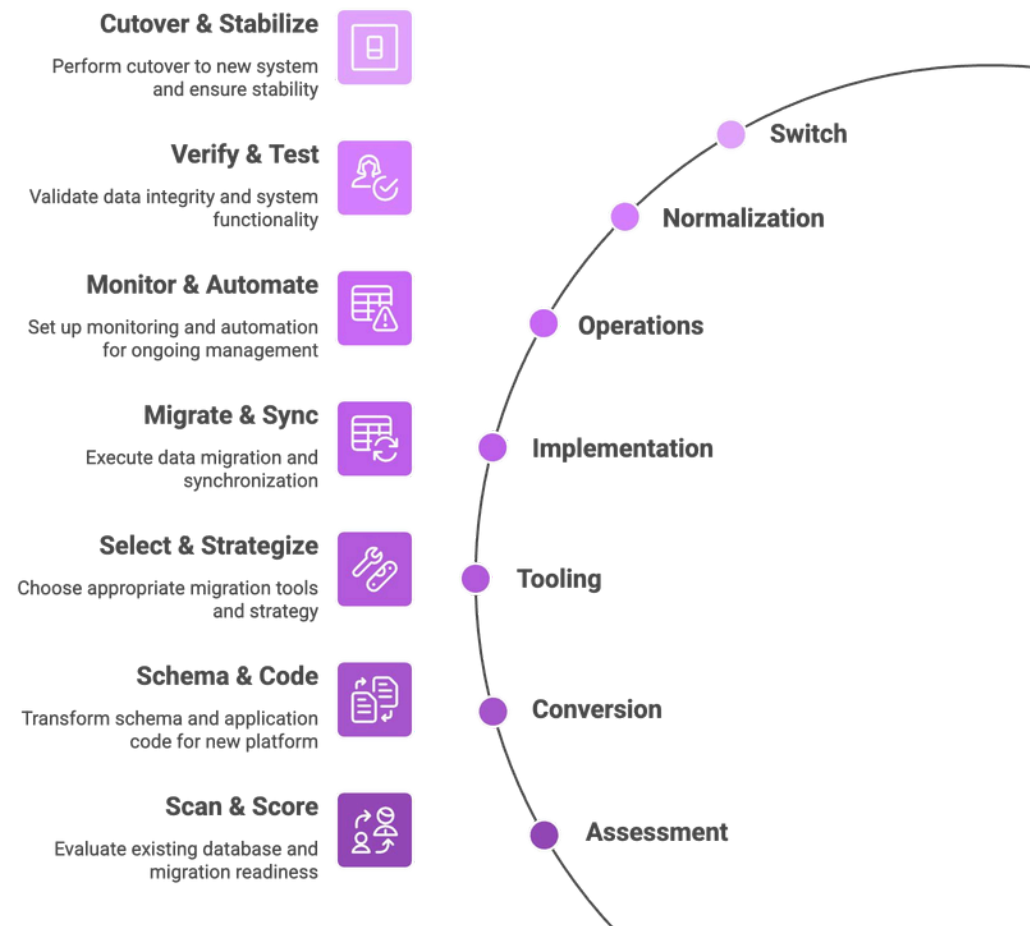 Cutover & Stabilize
Perform cutover to new system
and ensure stability
Switch
Verify & Test
Validate data integrity and system
functionality
Normalization
Monitor & Automate
Set up monitoring and automation
for ongoing management
Operations
Migrate & Sync
Execute data migration and
synchronization
Implementation
Select & Strategize
Choose appropriate migration tools
and strategy
Tooling
Schema & Code
Transform schema and application
code for new platform
Conversion
Scan & Score
Evaluate existing database and
migration readiness
Assessment